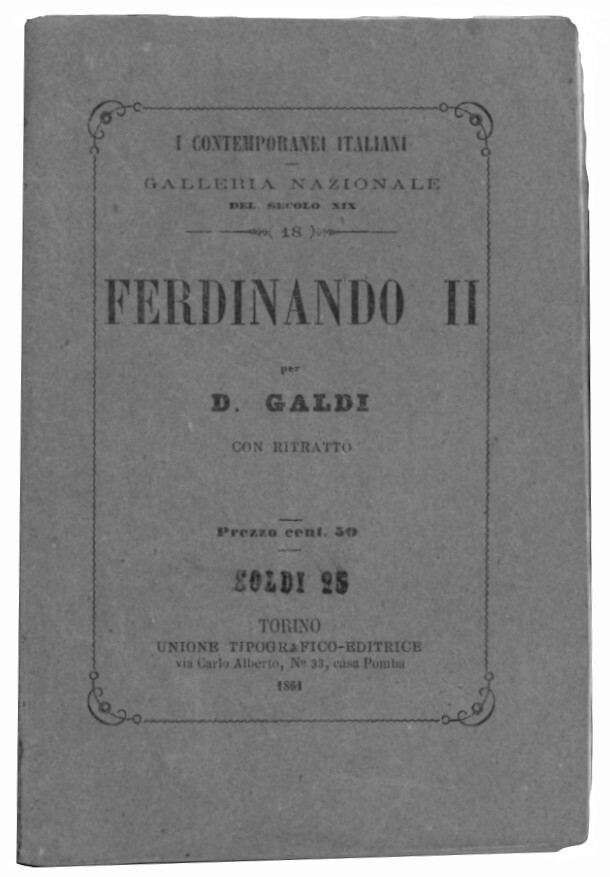 I CONTEMPORANEI ITALIANI
GALLERIA NAZIONALE
DEL SECOLO XIX
( 18 )
FERDINANDO II
per
D. GALDI
CON RITRATTO
Prezzo cent. 50
SOLDI 25
TORINO
UNIONE TIPOGRAFICO-EDITRICE
via Carlo Alberto, Nº 33, casa Pomba
1861